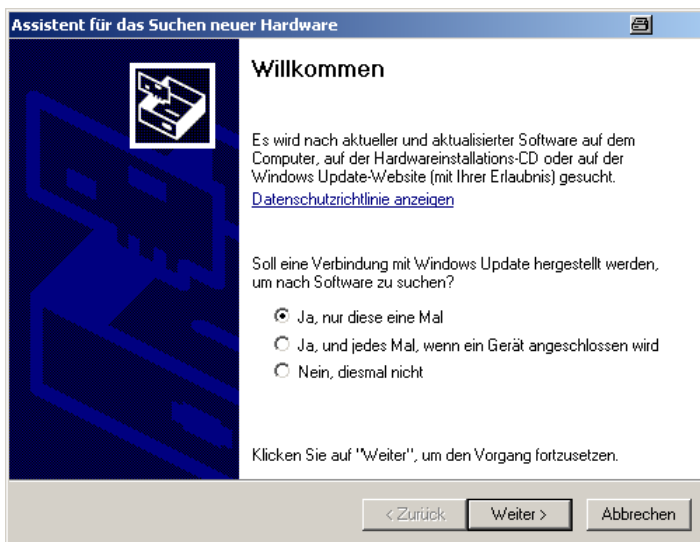 Assistent für das Suchen neuer Hardware
Willkommen
Es wird nach aktueller und aktualisierter Software auf dem
Computer, auf der Hardwareinstallations-CD oder auf der
Windows Update-Website (mit Ihrer Erlaubnis) gesucht.
Datenschutzrichtlinie anzeigen
Soll eine Verbindung mit Windows Update hergestellt werden,
um nach Software zu suchen?
Ja, nur diese eine Mal
Ja, und jedes Mal, wenn ein Gerät angeschlossen wird
Nein, diesmal nicht
Klicken Sie auf "Weiter", um den Vorgang fortzusetzen.
< Zurück
Weiter >
Abbrechen